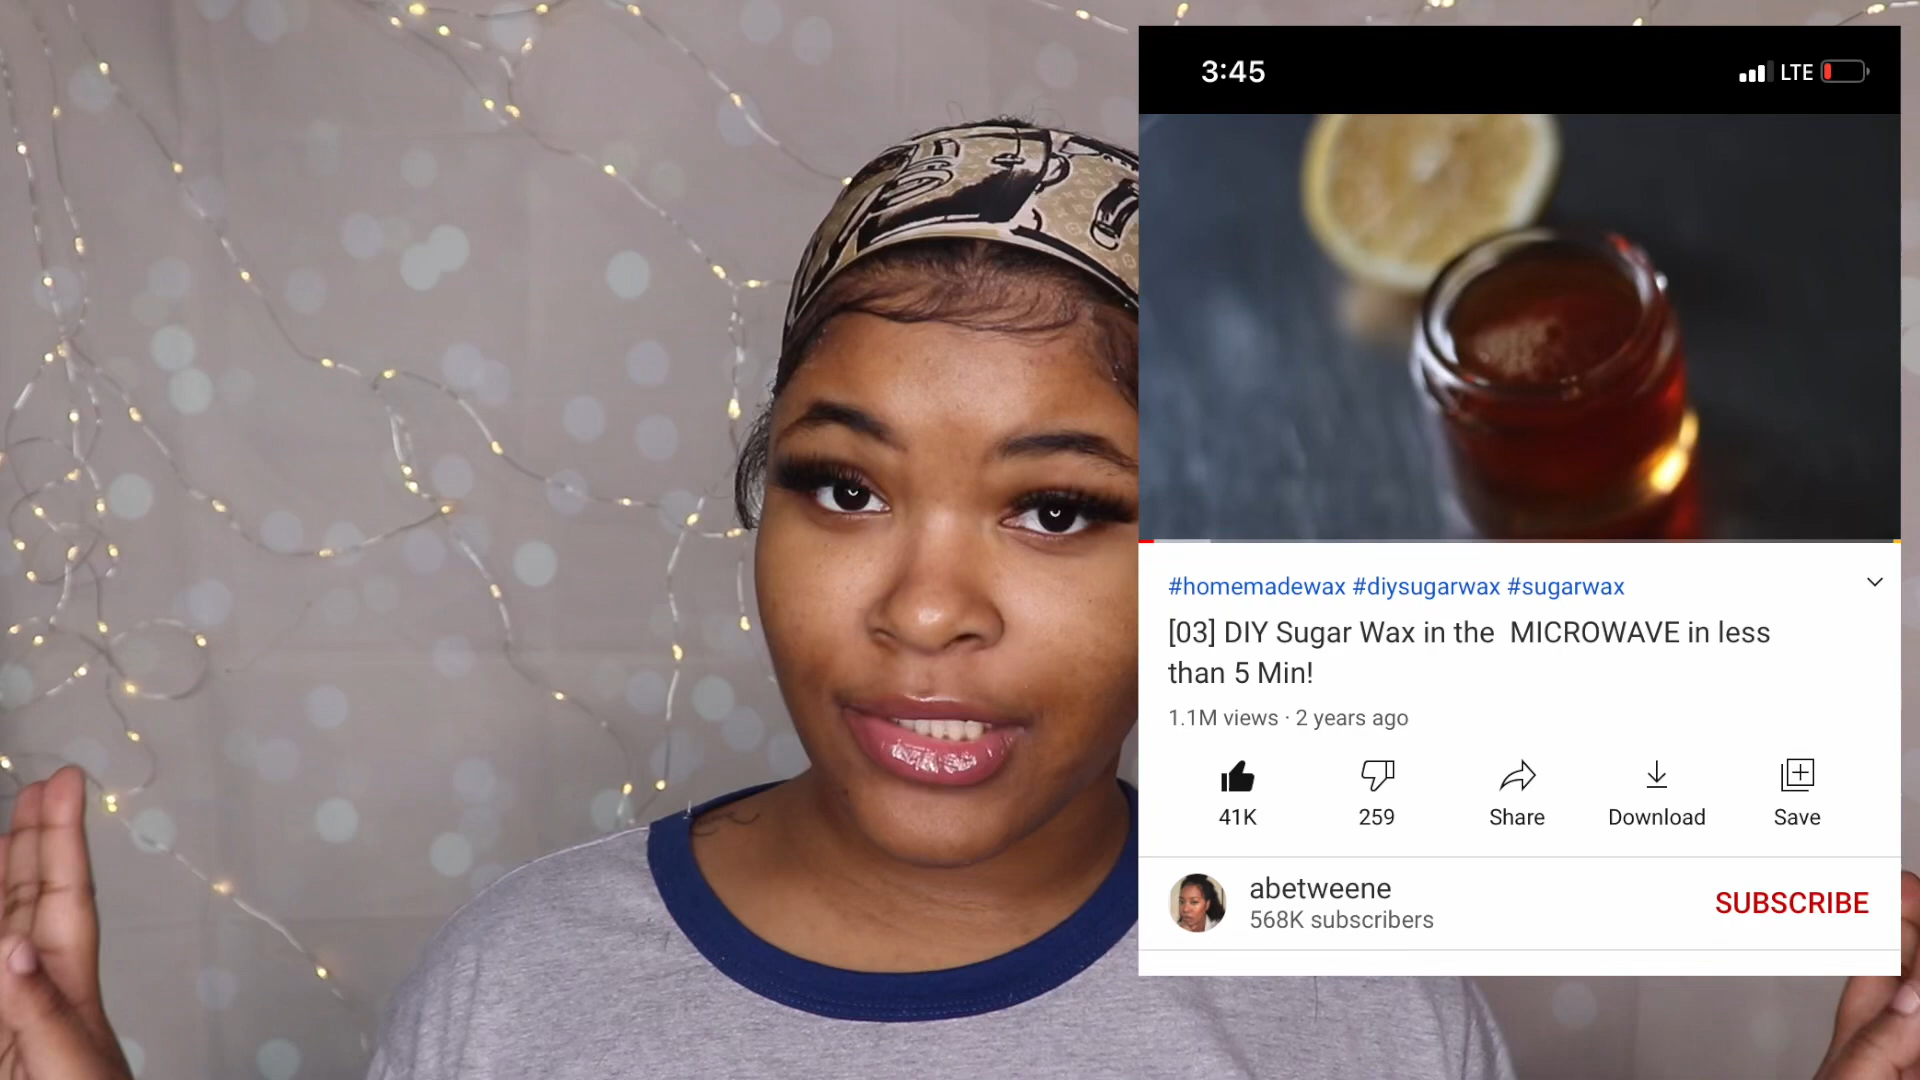 3:45
LTE
#homemadewax #diysugarwax #sugarwax
[03] DIY Sugar Wax in the MICROWAVE in less
than 5 Min!
1.1M views · 2 years ago
41K
259
Share
Download
Save
abetweene
568K subscribers
SUBSCRIBE